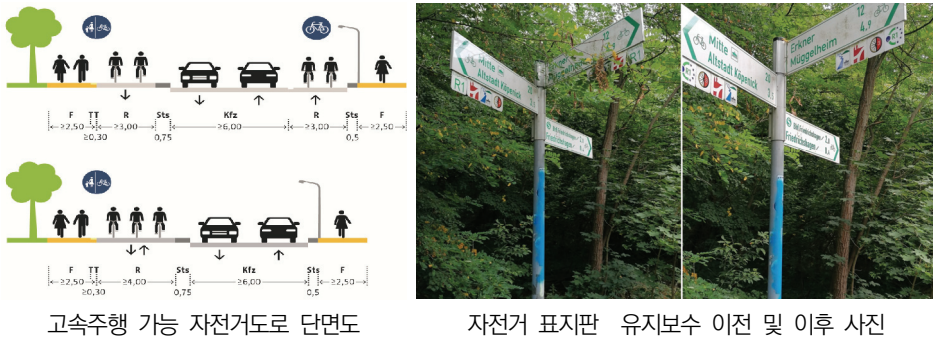 F TT R Sts Kfz R Sts F
≥2,50 ≥3,00 ≥6,00 ≥3,00 ≥2,50
≥0,30 0,75 0,5
F TT R Sts Kfz Sts F
≥2,50 ≥4,00 ≥6,00 ≥2,50
≥0,30 0,75 0,5
고속주행 가능 자전거도로 단면도
Mitte
Altstadt Köpenick
R1
12
Friedrichshagen
Mitte
Altstadt Köpenick
12
Erkner 4,9
Müggelheim
Friedrichshagen
자전거 표지판 유지보수 이전 및 이후 사진